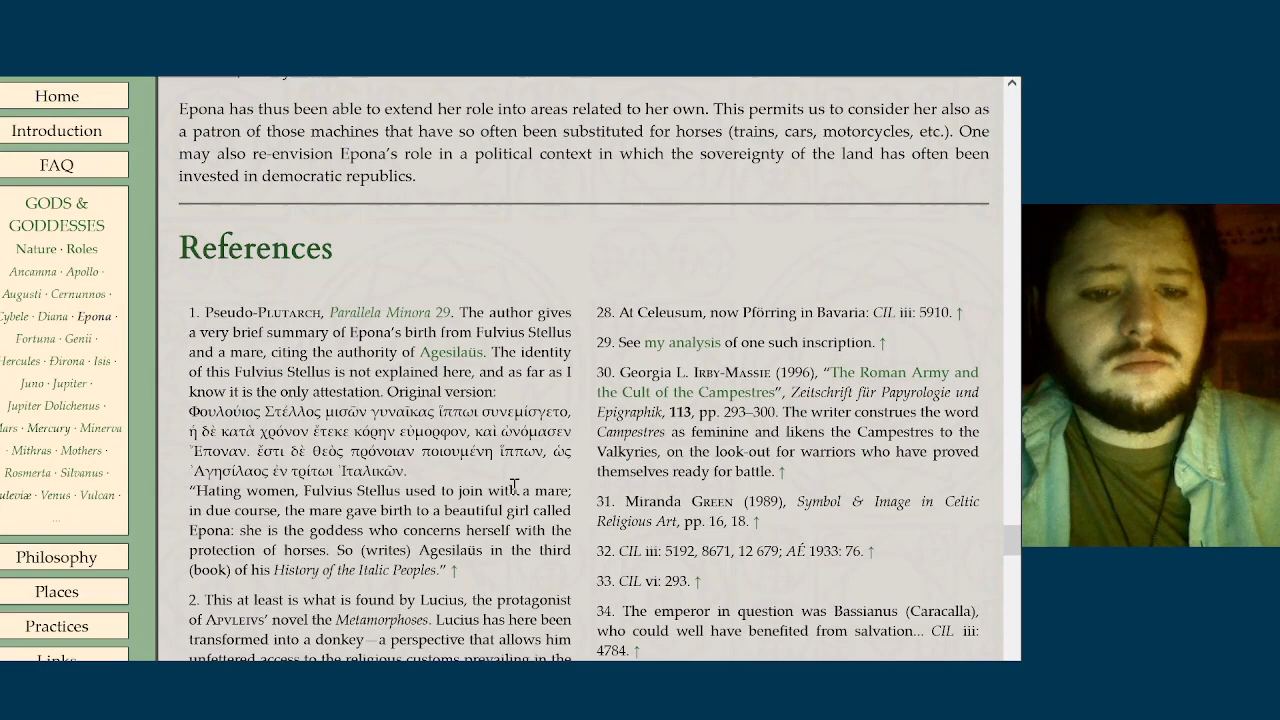 Home
Introduction
FAQ
GODS &
GODDESSES
Nature · Roles
Ancamna · Apollo ·
Augusti · Cernunnos ·
Cybele · Diana · Epona ·
Fortuna · Genii ·
Hercules · Đirona · Isis ·
Juno · Jupiter ·
Jupiter Dolichenus ·
Mars · Mercury · Minerva
· Mithras · Mothers ·
Rosmerta · Silvanus ·
· Venus · Vulcan ·
...
Philosophy
Places
Practices
Links
Epona has thus been able to extend her role into areas related to her own. This permits us to consider her also as
a patron of those machines that have so often been substituted for horses (trains, cars, motorcycles, etc.). One
may also re-envision Epona's role in a political context in which the sovereignty of the land has often been
invested in democratic republics.
References
1. Pseudo-PLUTARCH, Parallela Minora 29. The author gives
a very brief summary of Epona's birth from Fulvius Stellus
and a mare, citing the authority of Agesilaüs. The identity
of this Fulvius Stellus is not explained here, and as far as I
know it is the only attestation. Original version:
Φουλούιος Στέλλος μισῶν γυναῖκας ἵππωι συνεμίσγετο,
ἡ δὲ κατὰ χρόνον ἔτεκε κόρην εὔμορφον, καὶ ὠνόμασεν
Ἔποναν. ἔστι δὲ θεὸς πρόνοιαν ποιουμένη ἵππων, ὡς
Ἀγησίλαος ἐν τρίτωι Ἰταλικῶν.
“Hating women, Fulvius Stellus used to join with a mare;
in due course, the mare gave birth to a beautiful girl called
Epona: she is the goddess who concerns herself with the
protection of horses. So (writes) Agesilaüs in the third
(book) of his History of the Italic Peoples.” ↑
2. This at least is what is found by Lucius, the protagonist
of APVLEIVS' novel the Metamorphoses. Lucius has here been
transformed into a donkey—a perspective that allows him
unfettered access to the religious customs prevailing in the
28. At Celeusum, now Pförring in Bavaria: CIL iii: 5910. ↑
29. See my analysis of one such inscription. ↑
30. Georgia L. IRBY-MASSIE (1996), “The Roman Army and
the Cult of the Campestres”, Zeitschrift für Papyrologie und
Epigraphik, 113, pp. 293–300. The writer construes the word
Campestres as feminine and likens the Campestres to the
Valkyries, on the look-out for warriors who have proved
themselves ready for battle. ↑
31. Miranda GREEN (1989), Symbol & Image in Celtic
Religious Art, pp. 16, 18. ↑
32. CIL iii: 5192, 8671, 12 679; AÉ 1933: 76. ↑
33. CIL vi: 293. ↑
34. The emperor in question was Bassianus (Caracalla),
who could well have benefited from salvation... CIL iii:
4784. ↑